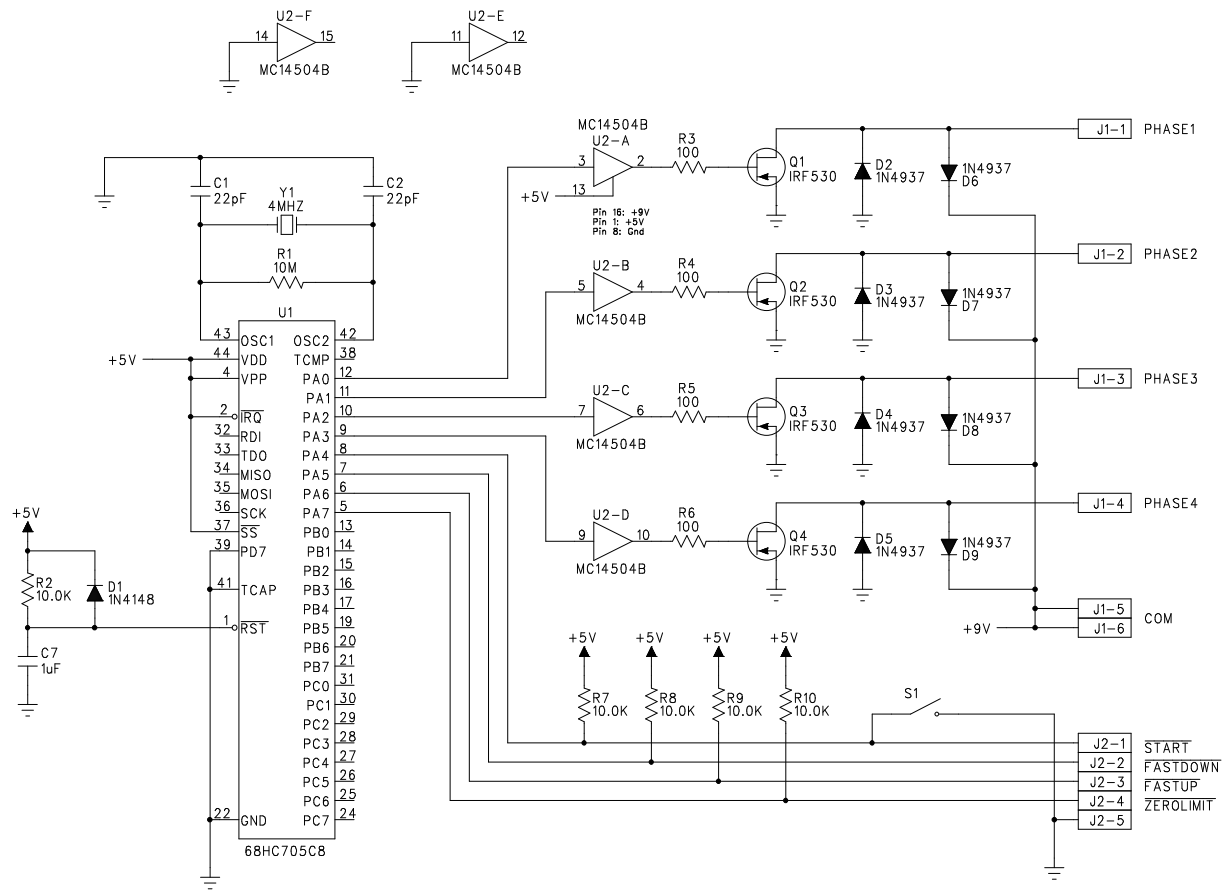 U2-F
14 15
MC14504B
U2-E
11 12
MC14504B
MC14504B
U2-A
3 2
13
+5V
Pin 16: +9V
Pin 1: +5V
Pin 8: Gnd
R3
100
Q1
IRF530
D2
1N4937
1N4937
D6
J1-1 PHASE1
C1
22pF
Y1
4MHZ
C2
22pF
R1
10M
U2-B
5 4
MC14504B
R4
100
Q2
IRF530
D3
1N4937
1N4937
D7
J1-2 PHASE2
U2-C
7 6
MC14504B
R5
100
Q3
IRF530
D4
1N4937
1N4937
D8
J1-3 PHASE3
U2-D
9 10
MC14504B
R6
100
Q4
IRF530
D5
1N4937
1N4937
D9
J1-4 PHASE4
J1-5
J1-6
COM
+9V
U1
43 OSC1 OSC2 42
+5V
44 VDD TCMP 38
4 VPP PA0 12
PA1 11
2 IRQ PA2 10
32 RDI PA3 9
33 TDO PA4 8
34 MISO PA5 7
35 MOSI PA6 6
36 SCK PA7 5
37 SS PB0 13
39 PD7 PB1 14
PB2 15
41 TCAP PB3 16
PB4 17
1 RST PB5 19
PB6 20
PB7 21
PC0 31
PC1 30
PC2 29
PC3 28
PC4 27
PC5 26
PC6 25
22 GND PC7 24
68HC705C8
+5V
R2
10.0K
D1
1N4148
C7
1uF
+5V +5V +5V +5V
R7
10.0K
R8
10.0K
R9
10.0K
R10
10.0K
S1
J2-1 START
J2-2 FASTDOWN
J2-3 FASTUP
J2-4 ZEROLIMIT
J2-5